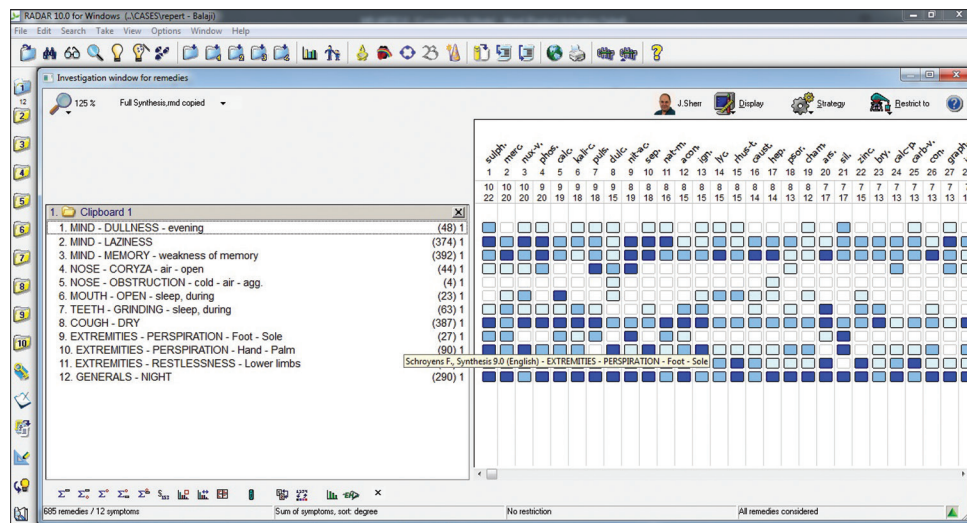 RADAR 10.0 for Windows (..\CASES\repert - Balaji)
File Edit Search Take View Options Window Help
Investigation window for remedies
125 % Full Synthesis,rmd copied J.Sherr Display Strategy Restrict to
sulph. merc nux-v. phos. calc. kali-c. puls. dulc. nit-ac. sep. nat-m. acon. ign. lyc. rhus-t. caust. hep. psor. cham. ars. sil. zinc. bry. calc-p. carb-v. con. graph.
1 2 3 4 5 6 7 8 9 10 11 12 13 14 15 16 17 18 19 20 21 22 23 24 25 26 27
10 10 10 10 9 9 9 9 8 8 8 8 8 8 8 8 8 8 8 7 7 7 7 7 7 7 7
22 20 20 20 19 18 18 15 19 18 16 15 15 15 15 14 14 13 12 17 17 15 13 13 13 13 13
1. Clipboard 1
1. MIND - DULLNESS - evening (48) 1
2. MIND - LAZINESS (374) 1
3. MIND - MEMORY - weakness of memory (392) 1
4. NOSE - CORYZA - air - open (44) 1
5. NOSE - OBSTRUCTION - cold - air - agg. (4) 1
6. MOUTH - OPEN - sleep, during (23) 1
7. TEETH - GRINDING - sleep, during (63) 1
8. COUGH - DRY (387) 1
9. EXTREMITIES - PERSPIRATION - Foot - Sole (27) 1
10. EXTREMITIES - PERSPIRATION - Hand - Palm (90) 1
Schroyens F., Synthesis 9.0 (English) - EXTREMITIES - PERSPIRATION - Foot - Sole
11. EXTREMITIES - RESTLESSNESS - Lower limbs
12. GENERALS - NIGHT (290) 1
685 remedies / 12 symptoms Sum of symptoms, sort: degree No restriction All remedies considered